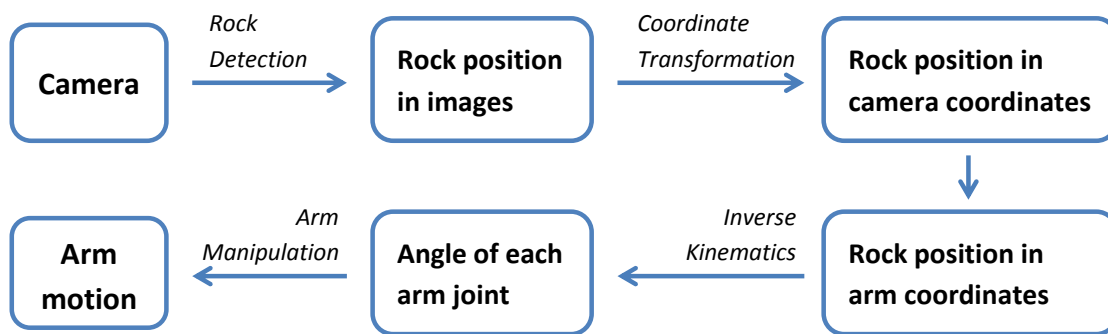 Camera
Rock
Detection
Rock position
in images
Coordinate
Transformation
Rock position in
camera coordinates
Rock position in
arm coordinates
Inverse
Kinematics
Angle of each
arm joint
Arm
Manipulation
Arm
motion